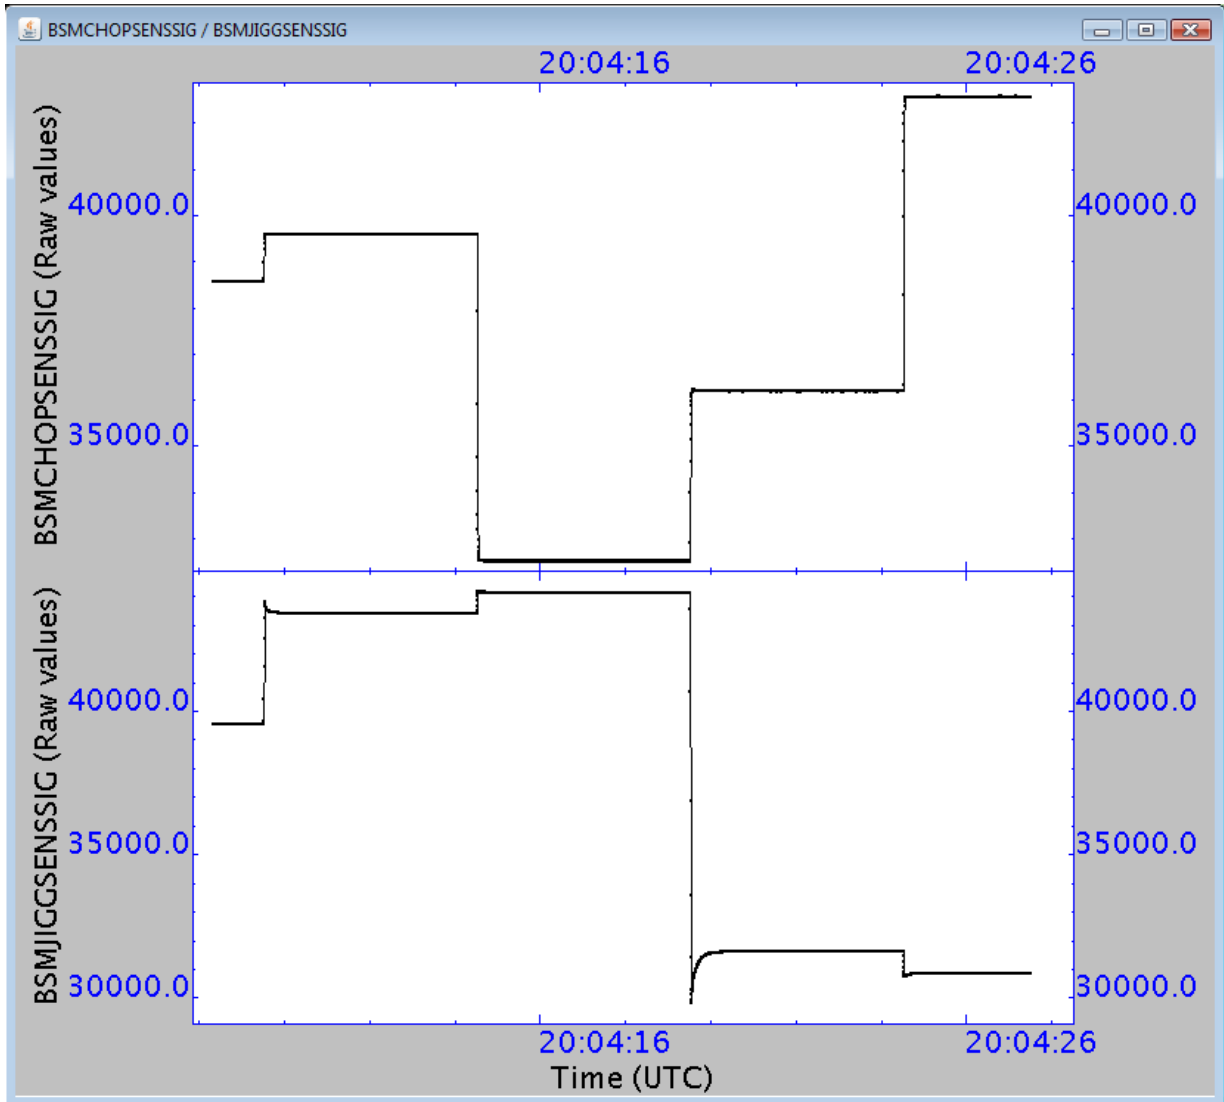 BSMCHOPSENSSIG / BSMJIGGSENSSIG
20:04:16 20:04:26
BSMCHOPSENSSIG (Raw values)
40000.0 40000.0
35000.0 35000.0
BSMJIGGSENSSIG (Raw values)
40000.0 40000.0
35000.0 35000.0
30000.0 30000.0
20:04:16 20:04:26
Time (UTC)